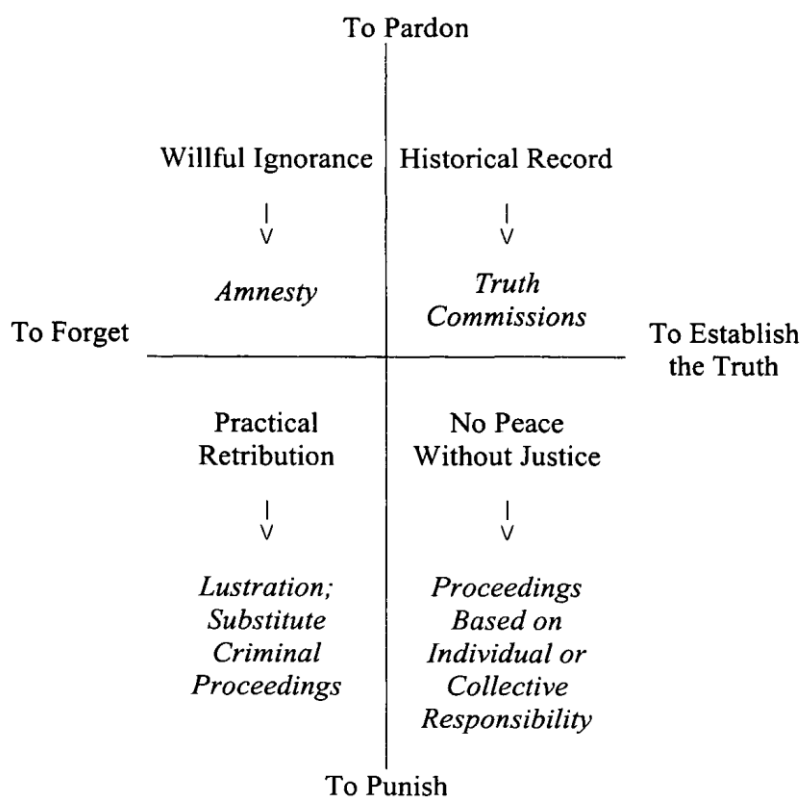 To Pardon
Willful Ignorance
Historical Record
Amnesty
Truth
Commissions
To Forget
To Establish
the Truth
Practical
Retribution
No Peace
Without Justice
Lustration;
Substitute
Criminal
Proceedings
Proceedings
Based on
Individual or
Collective
Responsibility
To Punish